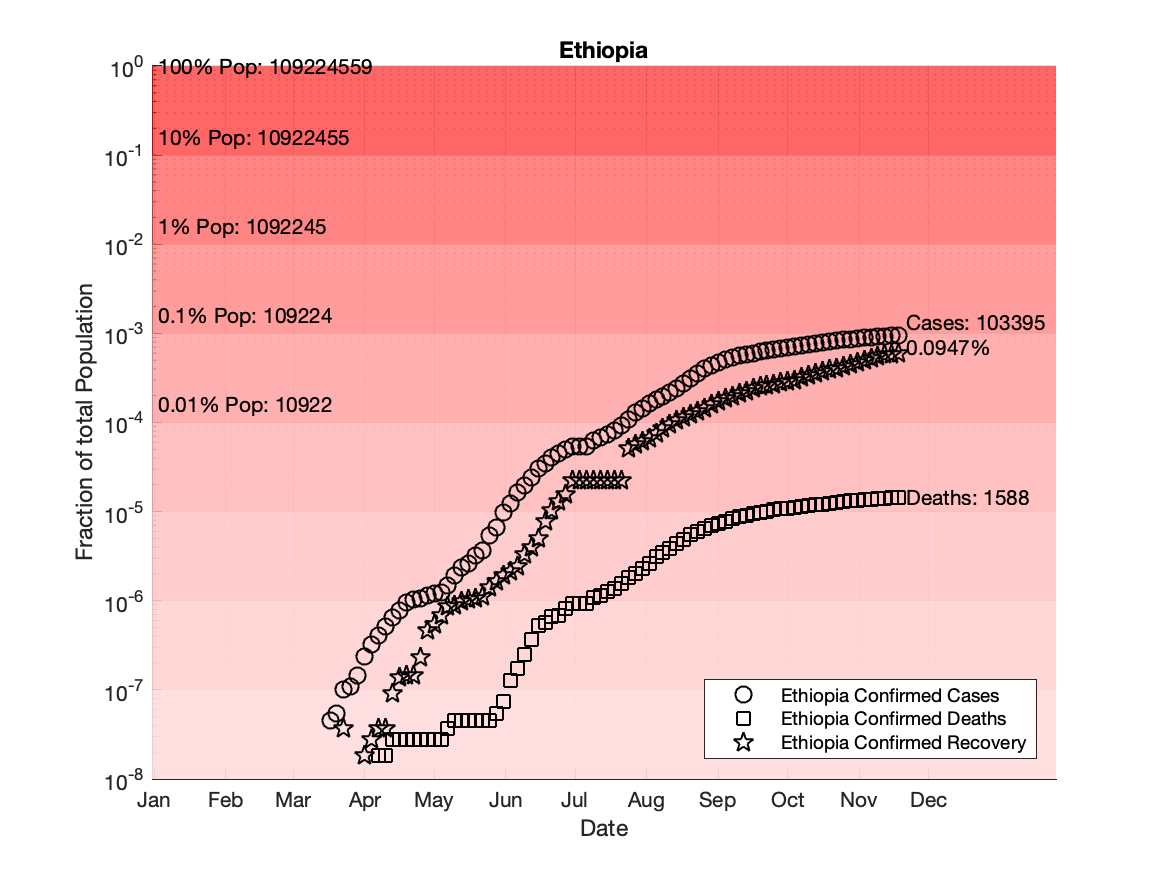 Ethiopia
10^0
100% Pop: 109224559
10% Pop: 10922455
10^-1
1% Pop: 1092245
10^-2
0.1% Pop: 109224
10^-3
Cases: 103395
0.0947%
0.01% Pop: 10922
10^-4
Deaths: 1588
10^-5
10^-6
10^-7
10^-8
Fraction of total Population
Ethiopia Confirmed Cases
Ethiopia Confirmed Deaths
Ethiopia Confirmed Recovery
Jan Feb Mar Apr May Jun Jul Aug Sep Oct Nov Dec
Date